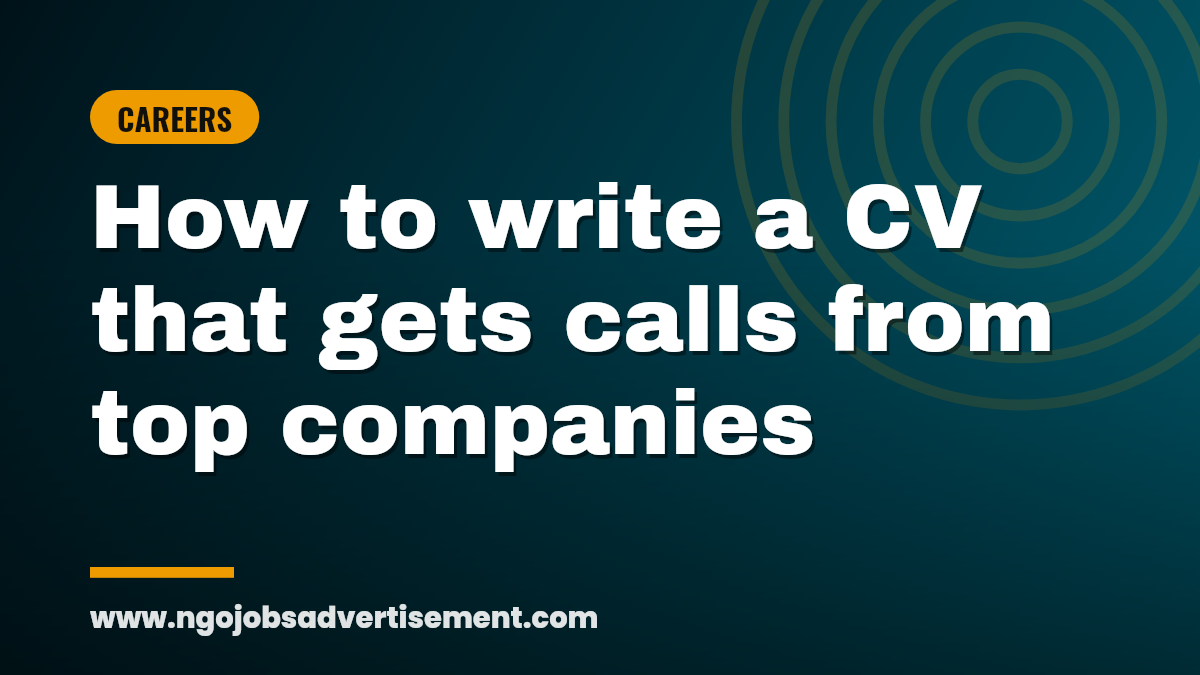 CAREERS
How to write a CV
that gets calls from
top companies
www.ngojobsadvertisement.com